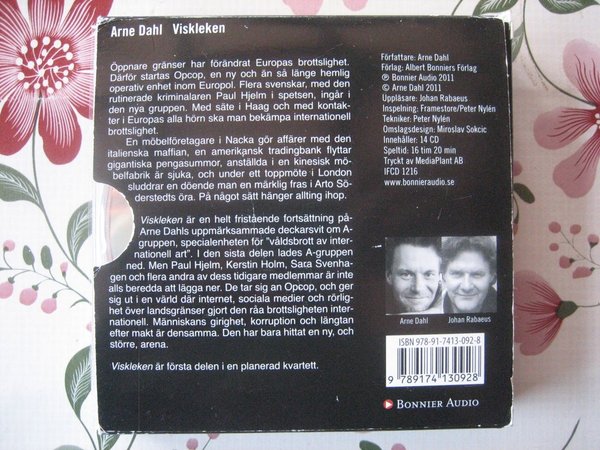 Arne Dahl Viskleken
Öppnare gränser har förändrat Europas brottslighet.
Därför startas Opcop, en ny och än så länge hemlig
operativ enhet inom Europol. Flera svenskar, med den
rutinerade kriminalaren Paul Hjelm i spetsen, ingår i
den nya gruppen. Med säte i Haag och med kontak-
ter i Europas alla hörn ska man bekämpa internationell
brottslighet.
En möbelföretagare i Nacka gör affärer med den
italienska maffian, en amerikansk tradingbank flyttar
gigantiska pengasummor, anställda i en kinesisk mö-
belfabrik är sjuka, och under ett toppmöte i London
sluddrar en döende man en märklig fras i Arto Sö-
derstedts öra. På något sätt hänger allting ihop.
Viskleken är en helt fristående fortsättning på
Arne Dahls uppmärksammade deckarsvit om A-
gruppen, specialenheten för "våldsbrott av inter-
nationell art". I den sista delen lades A-gruppen
ned. Men Paul Hjelm, Kerstin Holm, Sara Svenha-
gen och flera andra av dess tidigare medlemmar är inte
alls beredda att lägga ner. De tar sig an Opcop, och ger
sig ut i en värld där internet, sociala medier och rörlig-
het över landsgränser gjort den råa brottsligheten inter-
nationell. Människans girighet, korruption och längtan
efter makt är densamma. Den har bara hittat en ny, och
större, arena.
Viskleken är första delen i en planerad kvartett.
Författare: Arne Dahl
Förlag: Albert Bonniers Förlag
℗ Bonnier Audio 2011
© Arne Dahl 2011
Uppläsare: Johan Rabaeus
Inspelning: Framestore/Peter Nylén
Tekniker: Peter Nylén
Omslagsdesign: Miroslav Sokcic
Innehåller: 14 CD
Speltid: 16 tim 20 min
Tryckt av MediaPlant AB
IFCD 1216
www.bonnieraudio.se
Arne Dahl Johan Rabaeus
ISBN 978-91-7413-092-8
9 789174 130928
BONNIER AUDIO